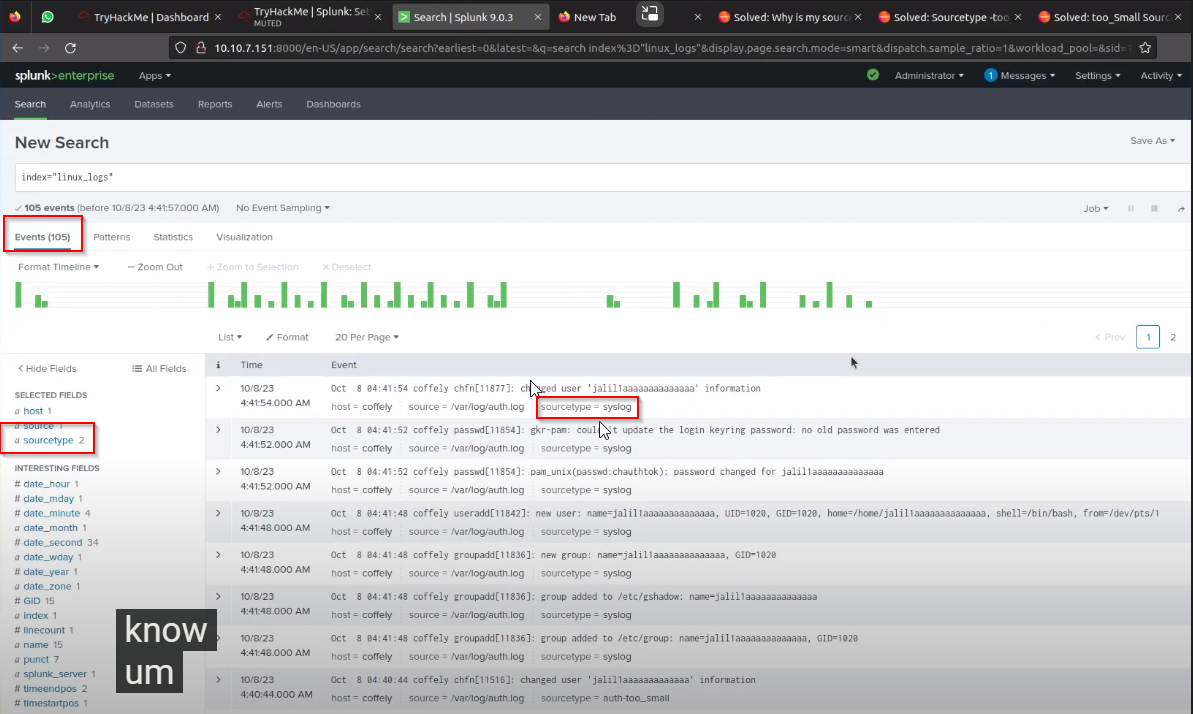 TryHackMe | Dashboard
TryHackMe | Splunk: Set
MUTED
Search | Splunk 9.0.3
New Tab
Solved: Why is my source
Solved: Sourcetype -too
Solved: too_Small Sour
10.10.7.151:8000/en-US/app/search/search?earliest=0&latest=&q=search index%3D"linux_logs"&display.page.search.mode=smart&dispatch.sample_ratio=1&workload_pool=&sid=1
splunk>enterprise Apps
Administrator 1 Messages Settings Activity
Search Analytics Datasets Reports Alerts Dashboards
New Search
Save As
index="linux_logs"
105 events (before 10/8/23 4:41:57.000 AM) No Event Sampling
Job
Events (105) Patterns Statistics Visualization
Format Timeline — Zoom Out + Zoom to Selection × Deselect
List Format 20 Per Page
< Prev 1 2
< Hide Fields All Fields
SELECTED FIELDS
a host 1
a source 1
a sourcetype 2
INTERESTING FIELDS
# date_hour 1
# date_mday 1
# date_minute 4
a date_month 1
# date_second 34
a date_wday 1
# date_year 1
a date_zone 1
# GID 15
a index 1
# linecount 1
a name 15
a punct 7
a splunk_server 1
# timeendpos 2
# timestartpos 1
i Time Event
10/8/23
4:41:54.000 AM
Oct 8 04:41:54 coffely chfn[11877]: changed user 'jalil1aaaaaaaaaaaaaa' information
host = coffely source = /var/log/auth.log sourcetype = syslog
10/8/23
4:41:52.000 AM
Oct 8 04:41:52 coffely passwd[11854]: gkr-pam: couldn't update the login keyring password: no old password was entered
host = coffely source = /var/log/auth.log sourcetype = syslog
10/8/23
4:41:52.000 AM
Oct 8 04:41:52 coffely passwd[11854]: pam_unix(passwd:chauthtok): password changed for jalil1aaaaaaaaaaaaaa
host = coffely source = /var/log/auth.log sourcetype = syslog
10/8/23
4:41:48.000 AM
Oct 8 04:41:48 coffely useradd[11842]: new user: name=jalil1aaaaaaaaaaaaaa, UID=1020, GID=1020, home=/home/jalil1aaaaaaaaaaaaaa, shell=/bin/bash, from=/dev/pts/1
host = coffely source = /var/log/auth.log sourcetype = syslog
10/8/23
4:41:48.000 AM
Oct 8 04:41:48 coffely groupadd[11836]: new group: name=jalil1aaaaaaaaaaaaaa, GID=1020
host = coffely source = /var/log/auth.log sourcetype = syslog
10/8/23
4:41:48.000 AM
Oct 8 04:41:48 coffely groupadd[11836]: group added to /etc/gshadow: name=jalil1aaaaaaaaaaaaaa
host = coffely source = /var/log/auth.log sourcetype = syslog
10/8/23
4:41:48.000 AM
Oct 8 04:41:48 coffely groupadd[11836]: group added to /etc/group: name=jalil1aaaaaaaaaaaaaa, GID=1020
host = coffely source = /var/log/auth.log sourcetype = syslog
10/8/23
4:40:44.000 AM
Oct 8 04:40:44 coffely chfn[11516]: changed user 'jalil1aaaaaaaaaaaaa' information
host = coffely source = /var/log/auth.log sourcetype = auth-too_small
know
um